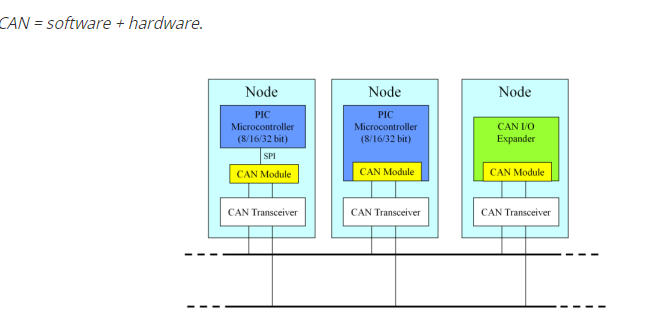 CAN = software + hardware.
Node
PIC
Microcontroller
(8/16/32 bit)
SPI
CAN Module
CAN Transceiver
Node
PIC
Microcontroller
(8/16/32 bit)
CAN Module
CAN Transceiver
Node
CAN I/O
Expander
CAN Module
CAN Transceiver